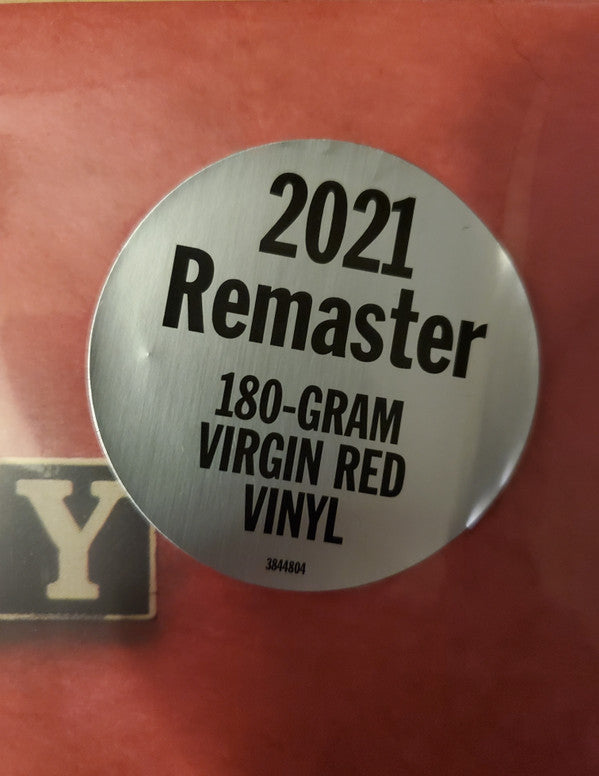 2021
Remaster
180-GRAM
VIRGIN RED
VINYL
3844804
Y